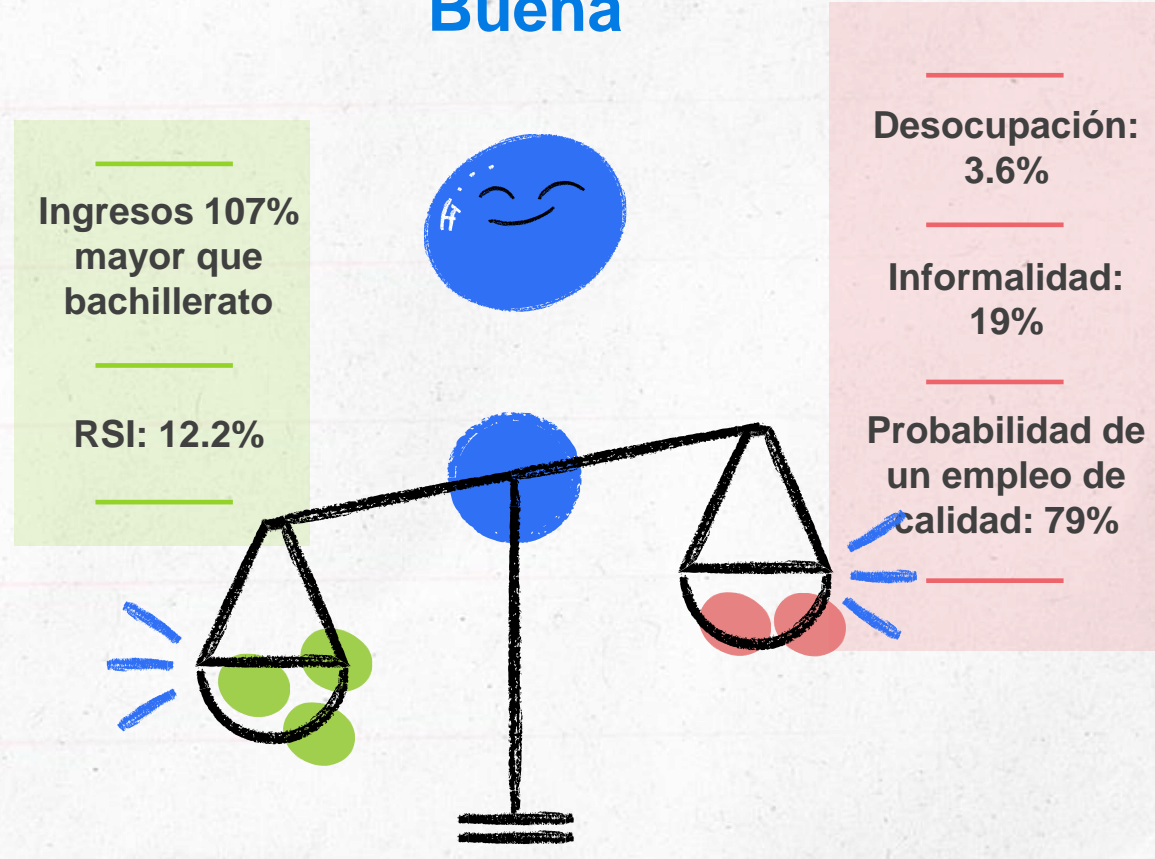 Buena
Ingresos 107%
mayor que
bachillerato
RSI: 12.2%
Desocupación:
3.6%
Informalidad:
19%
Probabilidad de
un empleo de
calidad: 79%